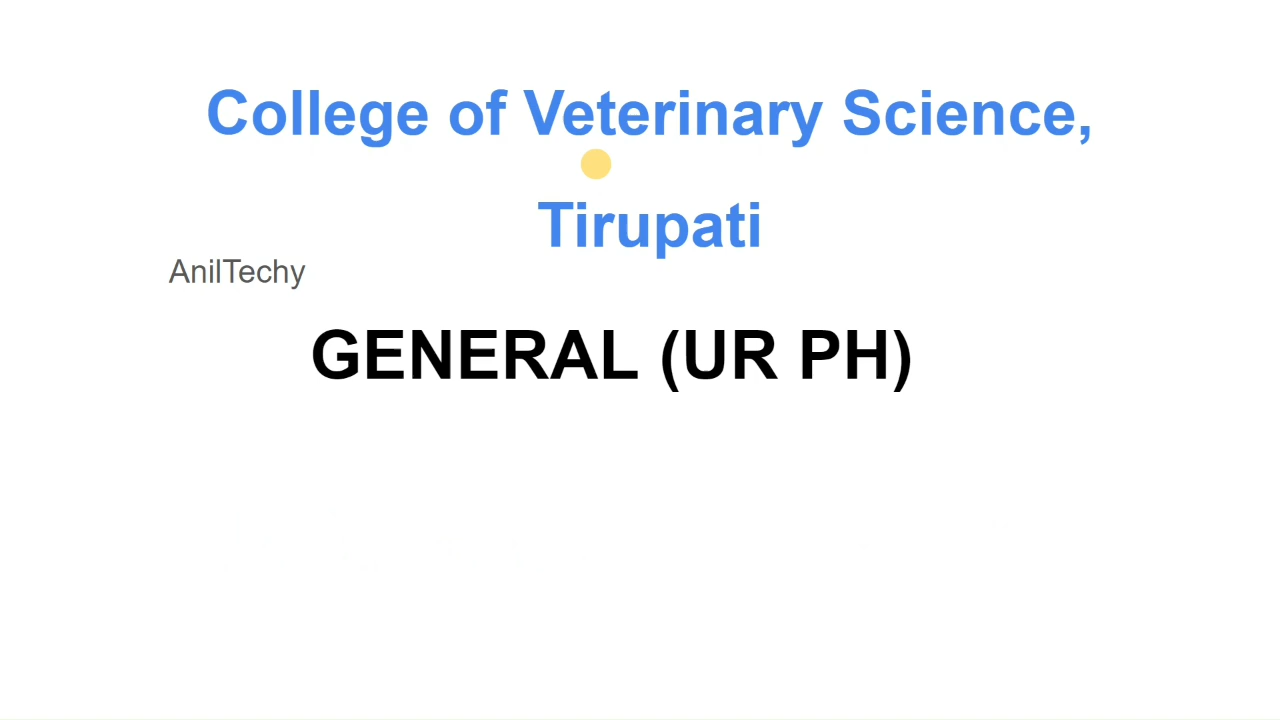 College of Veterinary Science,
Tirupati
AnilTechy
GENERAL (UR PH)